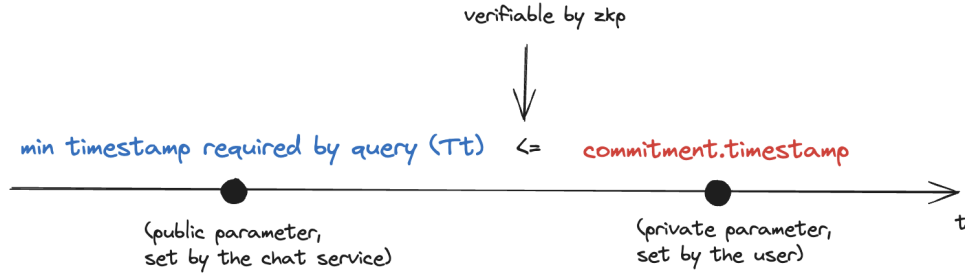 verifiable by zkp
min timestamp required by query (Tt) <= commitment.timestamp
t
(public parameter,
set by the chat service)
(private parameter,
set by the user)